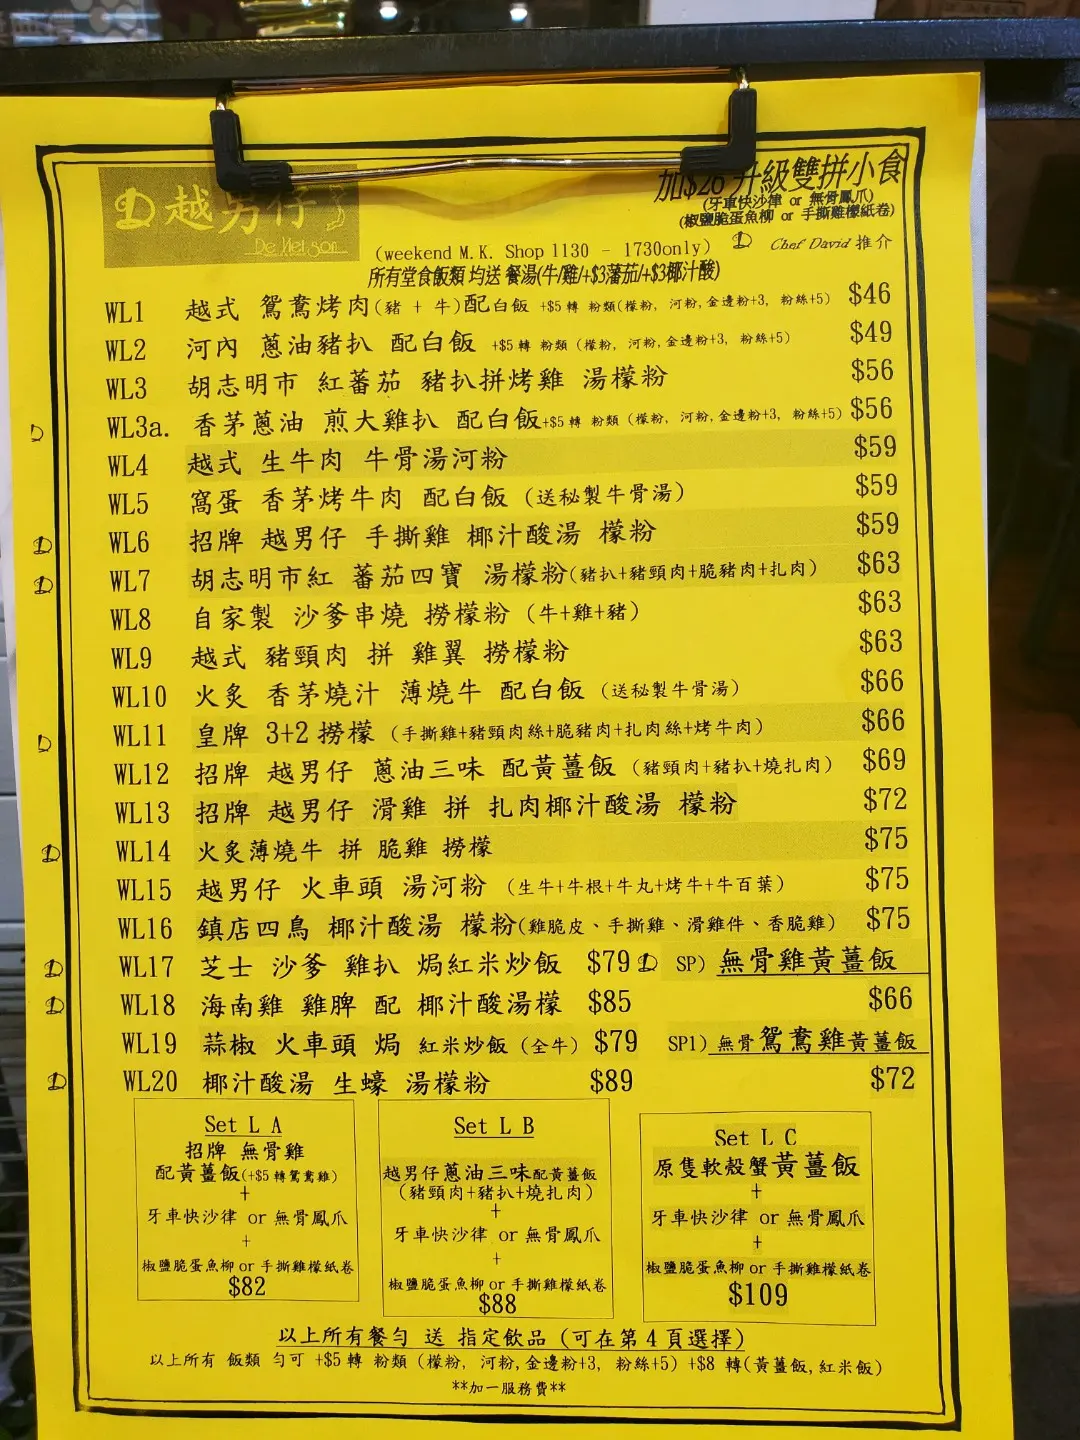 D 越男仔
De Net Son
加$26 升級雙拼小食
(牙車快沙律 or 無骨鳳爪)
(椒鹽脆蛋魚柳 or 手撕雞檬紙卷)
(weekend M.K. Shop 1130 - 1730only) D Chef David 推介
所有堂食飯類 均送 餐湯(牛/雞/+$3蕃茄/+$3椰汁酸)
WL1 越式 鴛鴦烤肉(豬 + 牛)配白飯 +$5 轉 粉類(檬粉, 河粉,金邊粉+3, 粉絲+5) $46
WL2 河內 蔥油豬扒 配白飯 +$5 轉 粉類 (檬粉, 河粉,金邊粉+3, 粉絲+5) $49
WL3 胡志明市 紅蕃茄 豬扒拼烤雞 湯檬粉 $56
D WL3a. 香茅蔥油 煎大雞扒 配白飯+$5 轉 粉類 (檬粉, 河粉,金邊粉+3, 粉絲+5) $56
WL4 越式 生牛肉 牛骨湯河粉 $59
WL5 窩蛋 香茅烤牛肉 配白飯 (送秘製牛骨湯) $59
D WL6 招牌 越男仔 手撕雞 椰汁酸湯 檬粉 $59
D WL7 胡志明市紅 蕃茄四寶 湯檬粉(豬扒+豬頸肉+脆豬肉+扎肉) $63
WL8 自家製 沙爹串燒 撈檬粉 (牛+雞+豬) $63
WL9 越式 豬頸肉 拼 雞翼 撈檬粉 $63
WL10 火炙 香茅燒汁 薄燒牛 配白飯 (送秘製牛骨湯) $66
D WL11 皇牌 3+2 撈檬 (手撕雞+豬頸肉絲+脆豬肉+扎肉絲+烤牛肉) $66
WL12 招牌 越男仔 蔥油三味 配黃薑飯 (豬頸肉+豬扒+燒扎肉) $69
WL13 招牌 越男仔 滑雞 拼 扎肉椰汁酸湯 檬粉 $72
D WL14 火炙薄燒牛 拼 脆雞 撈檬 $75
WL15 越男仔 火車頭 湯河粉 (生牛+牛根+牛丸+烤牛+牛百葉) $75
WL16 鎮店四鳥 椰汁酸湯 檬粉(雞脆皮、手撕雞、滑雞件、香脆雞) $75
D WL17 芝士 沙爹 雞扒 焗紅米炒飯 $79 D SP) 無骨雞黃薑飯
D WL18 海南雞 雞脾 配 椰汁酸湯檬 $85 $66
WL19 蒜椒 火車頭 焗 紅米炒飯 (全牛) $79 SP1) 無骨鴛鴦雞黃薑飯
D WL20 椰汁酸湯 生蠔 湯檬粉 $89 $72
Set L A
招牌 無骨雞
配黃薑飯(+$5 轉鴛鴦雞)
+
牙車快沙律 or 無骨鳳爪
+
椒鹽脆蛋魚柳 or 手撕雞檬紙卷
$82
Set L B
越男仔蔥油三味配黃薑飯
(豬頸肉+豬扒+燒扎肉)
+
牙車快沙律 or 無骨鳳爪
+
椒鹽脆蛋魚柳 or 手撕雞檬紙卷
$88
Set L C
原隻軟殼蟹黃薑飯
+
牙車快沙律 or 無骨鳳爪
+
椒鹽脆蛋魚柳 or 手撕雞檬紙卷
$109
以上所有餐勻 送 指定飲品 (可在第 4 頁選擇)
以上所有 飯類 勻可 +$5 轉 粉類 (檬粉, 河粉,金邊粉+3, 粉絲+5) +$8 轉(黃薑飯,紅米飯)
**加一服務費**